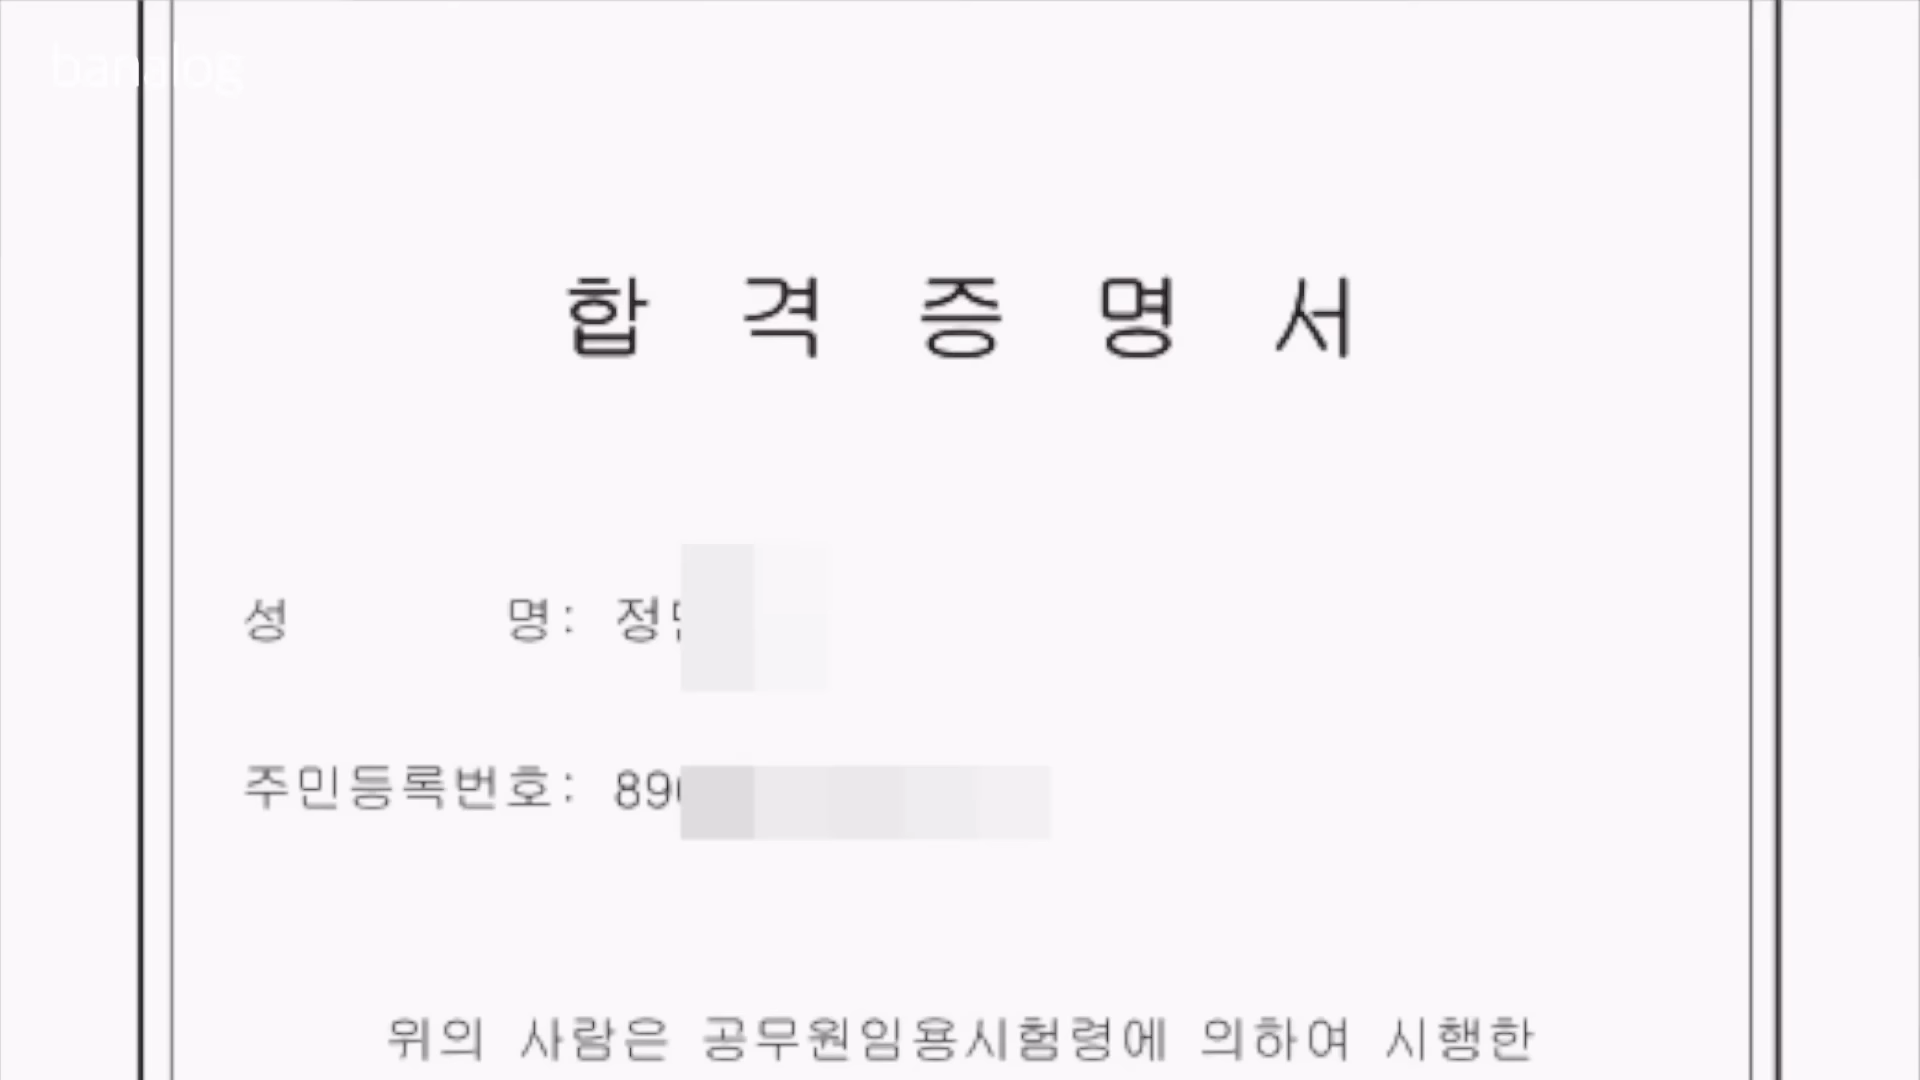 banalog
합 격 증 명 서
성 명: 정
주민등록번호: 89
위의 사람은 공무원임용시험령에 의하여 시행한